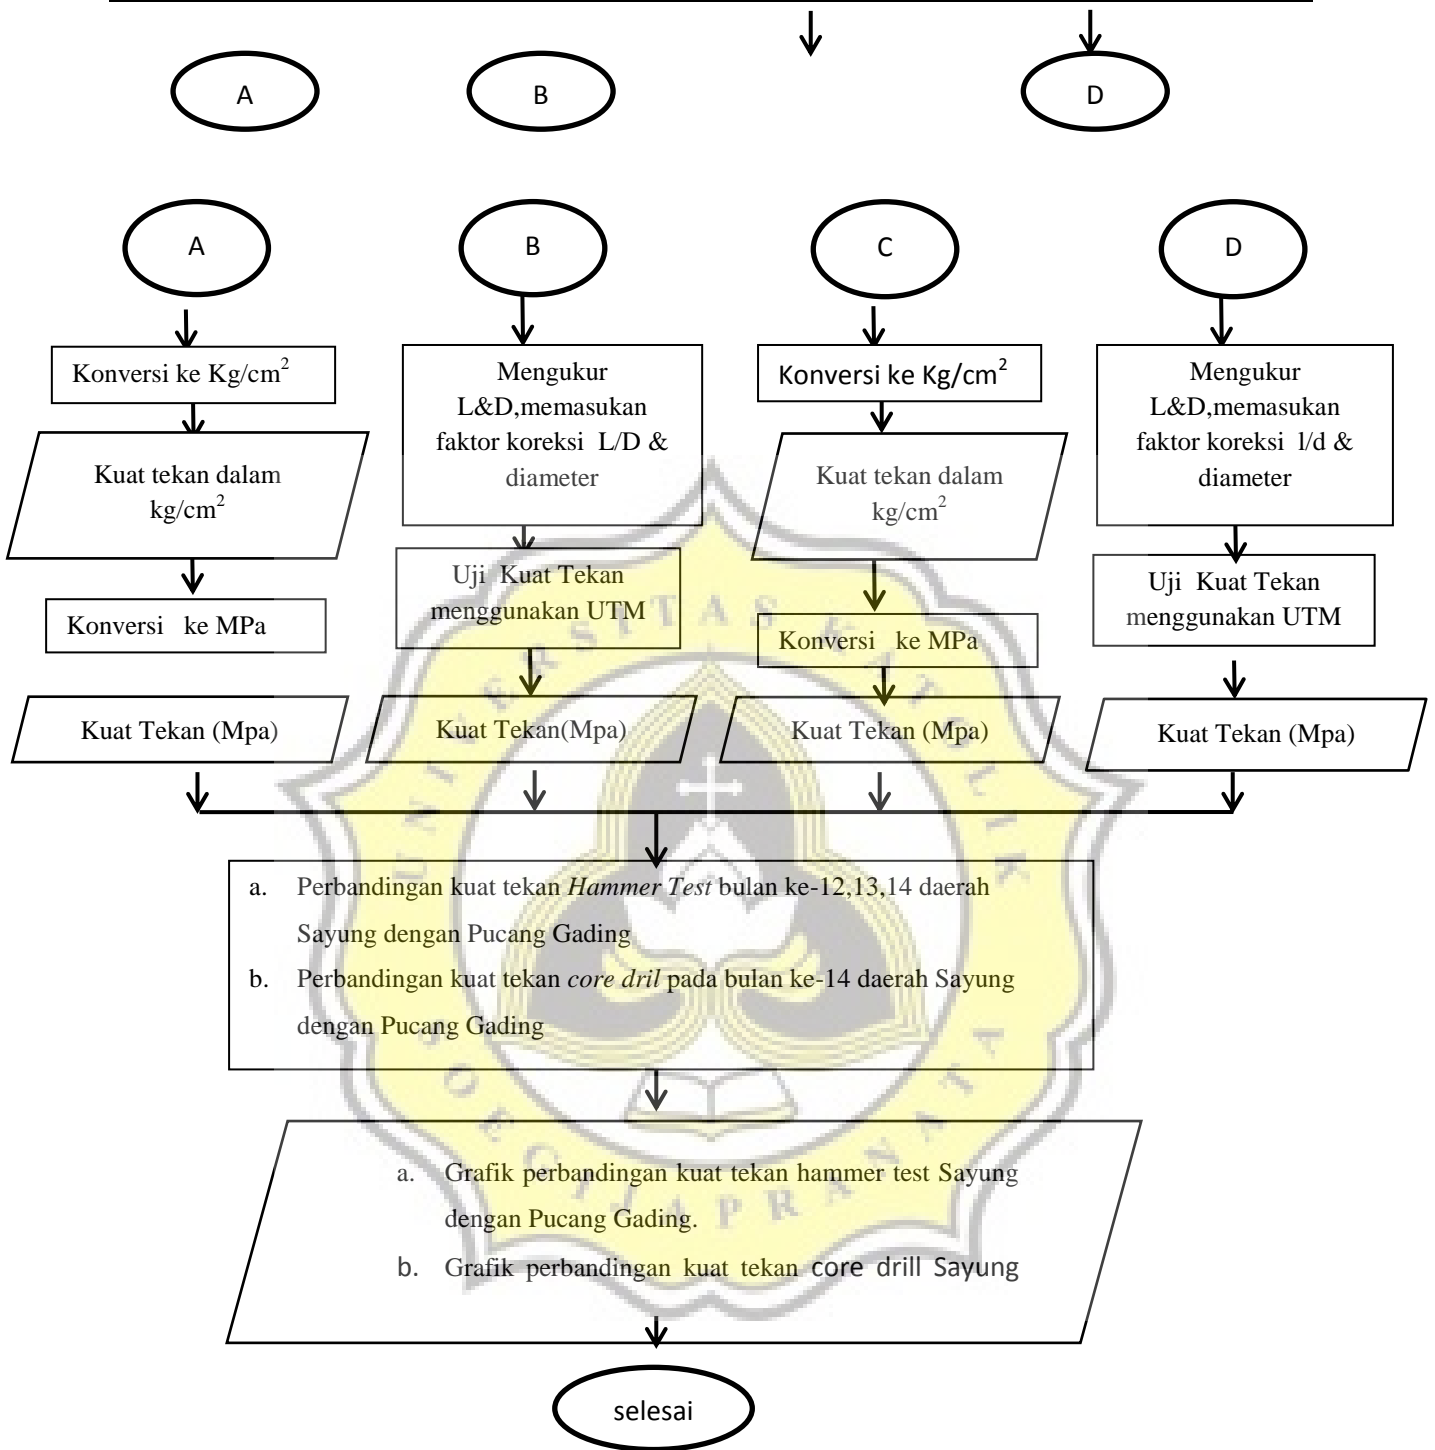 A
B
D
A
B
C
D
Konversi ke Kg/cm²
Kuat tekan dalam
kg/cm²
Konversi ke MPa
Kuat Tekan (Mpa)
Mengukur
L&D,memasukan
faktor koreksi L/D &
diameter
Uji Kuat Tekan
menggunakan UTM
Kuat Tekan(Mpa)
Konversi ke Kg/cm²
Kuat tekan dalam
kg/cm²
Konversi ke MPa
Kuat Tekan (Mpa)
Mengukur
L&D,memasukan
faktor koreksi l/d &
diameter
Uji Kuat Tekan
menggunakan UTM
Kuat Tekan (Mpa)
a. Perbandingan kuat tekan Hammer Test bulan ke-12,13,14 daerah
Sayung dengan Pucang Gading
b. Perbandingan kuat tekan core dril pada bulan ke-14 daerah Sayung
dengan Pucang Gading
a. Grafik perbandingan kuat tekan hammer test Sayung
dengan Pucang Gading.
b. Grafik perbandingan kuat tekan core drill Sayung
selesai
UNIVERSITAS KATOLIK
SOEGIJAPRANATA